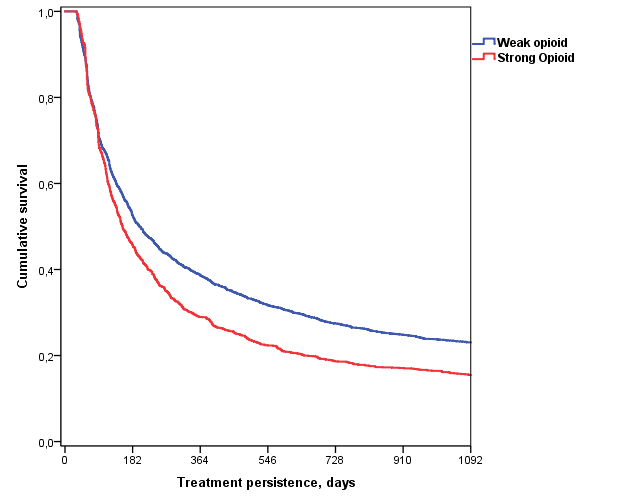 1,0
0,8
0,6
0,4
0,2
0,0
Cumulative survival
0 182 364 546 728 910 1092
Treatment persistence, days
Weak opioid
Strong Opioid